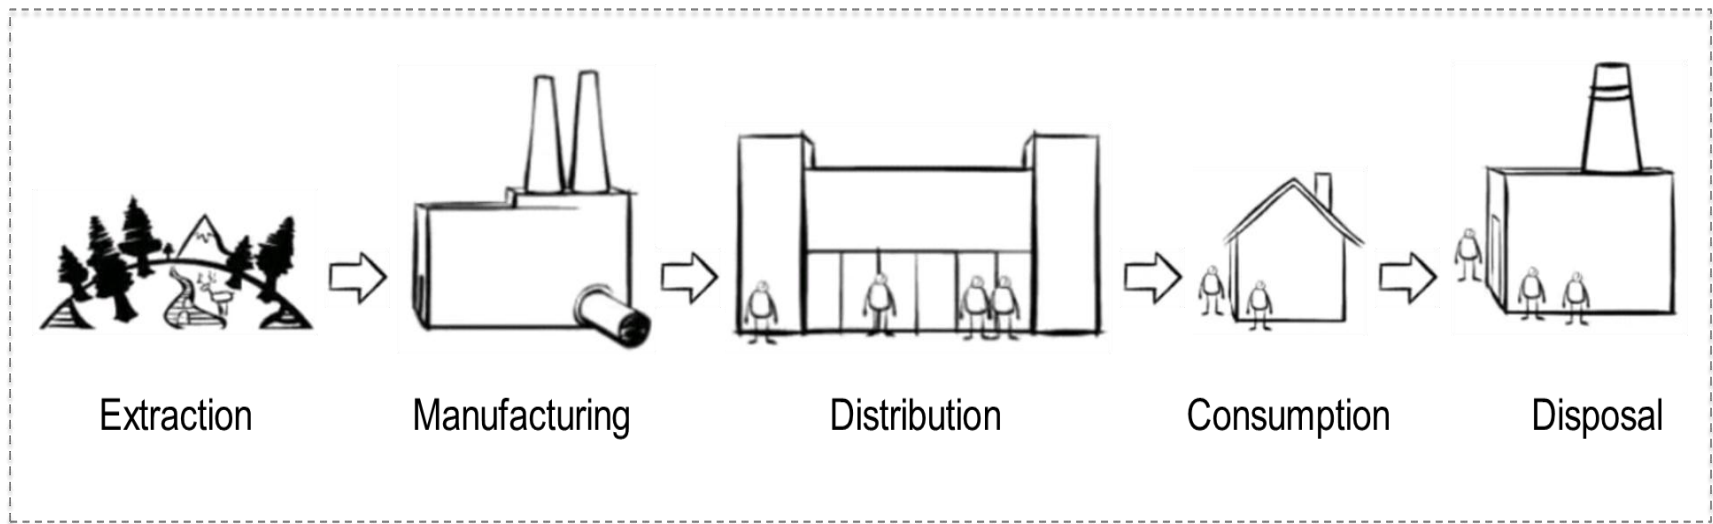 Extraction
Manufacturing
Distribution
Consumption
Disposal